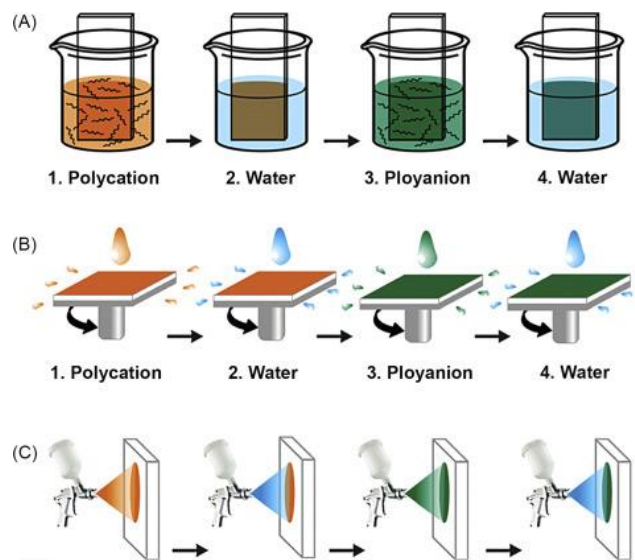 (A)
1. Polycation 2. Water 3. Ployanion 4. Water
(B)
1. Polycation 2. Water 3. Ployanion 4. Water
(C)